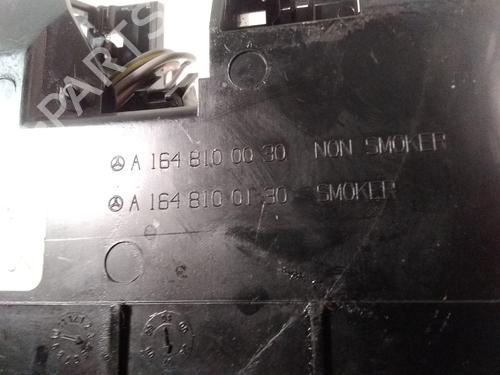 PARTS
A 164 810 00 30 NON SMOKER
A 164 810 01 30 SMOKER